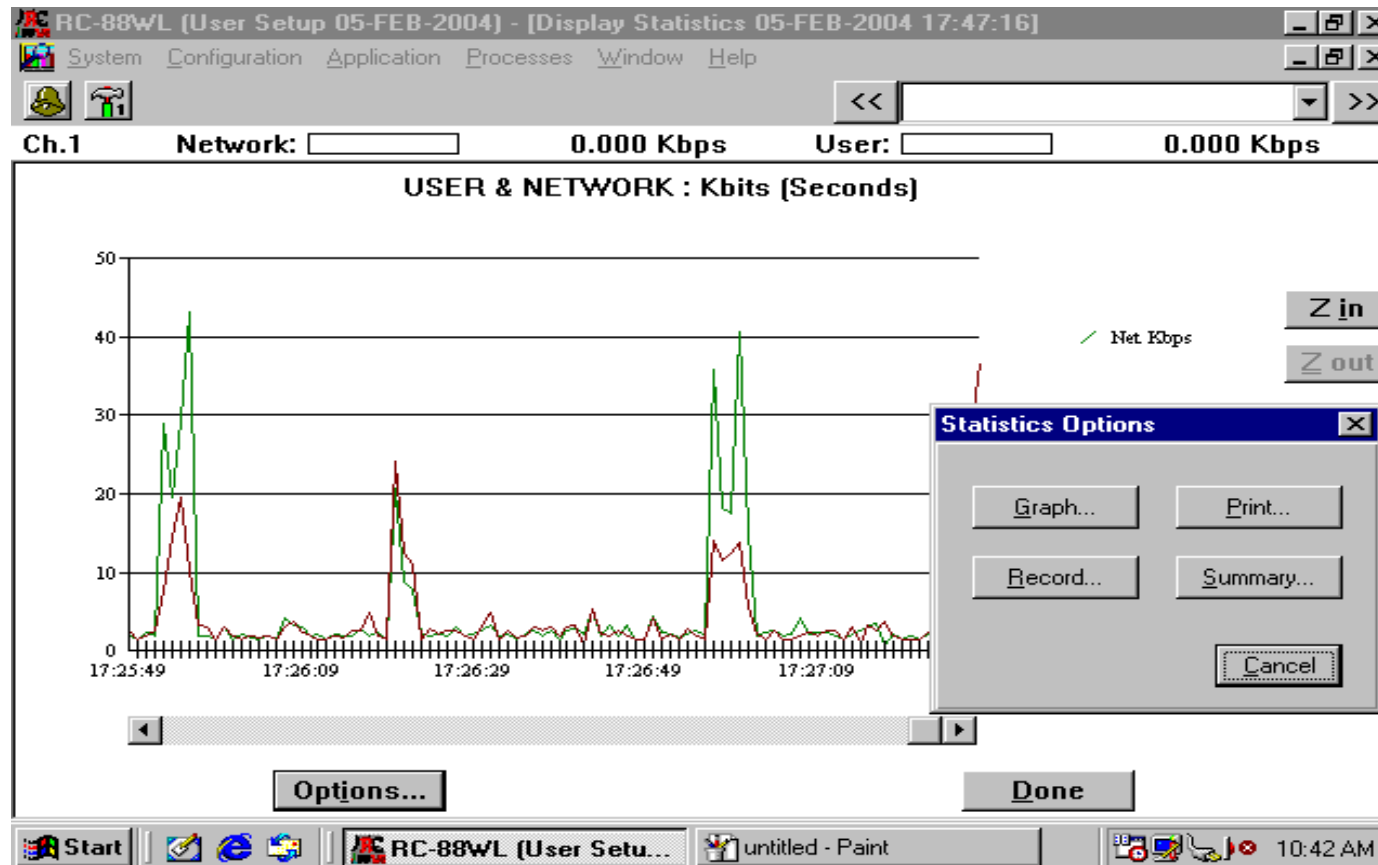 RC-88WL (User Setup 05-FEB-2004) - [Display Statistics 05-FEB-2004 17:47:16]
System Configuration Application Processes Window Help
<< >>
Ch.1 Network: 0.000 Kbps User: 0.000 Kbps
USER & NETWORK : Kbits (Seconds)
50
40
30
20
10
0
17:25:49 17:26:09 17:26:29 17:26:49 17:27:09
Net Kbps
Z in
Z out
Statistics Options
Graph... Print...
Record... Summary...
Cancel
Options... Done
Start RC-88WL (User Setu... untitled - Paint 10:42 AM